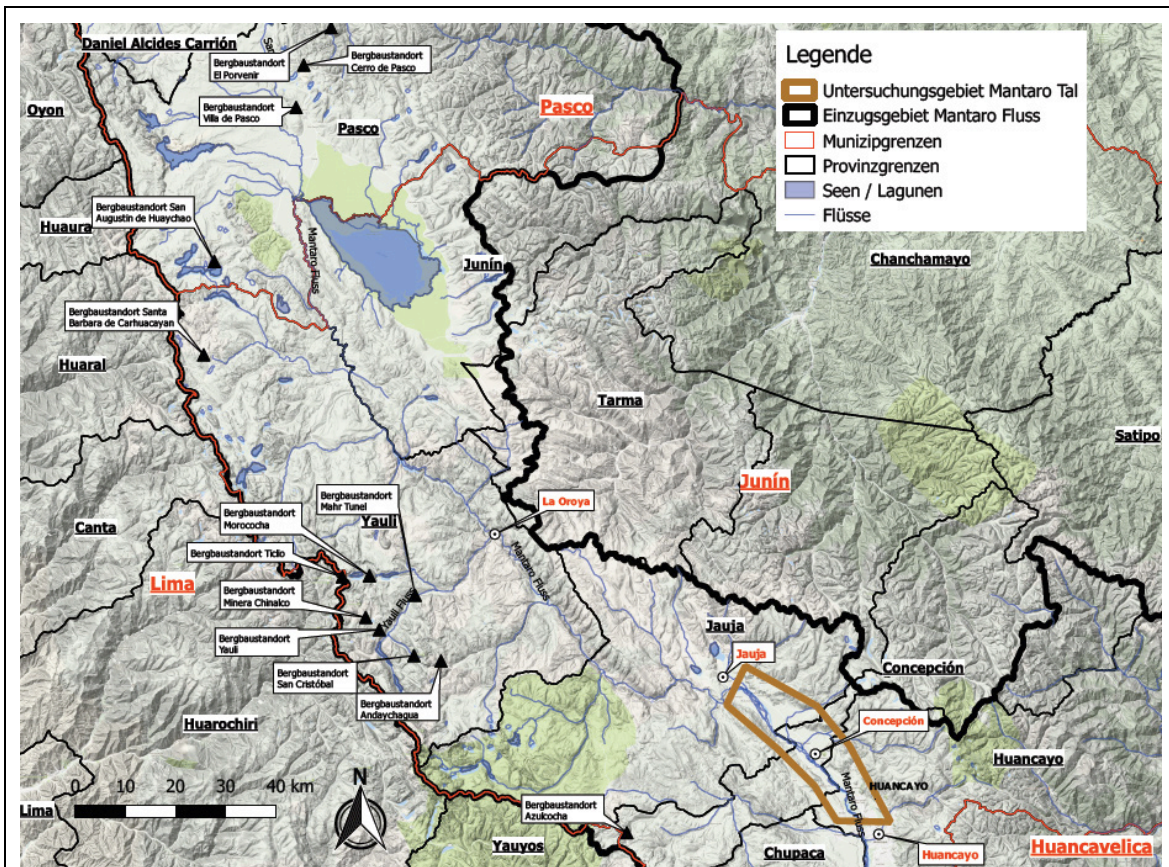 Daniel Alcides Carrión
San
Bergbaustandort
El Porvenir
Bergbaustandort
Cerro de Pasco
Legende
Untersuchungsgebiet Mantaro Tal
Einzugsgebiet Mantaro Fluss
Munizipgrenzen
Provinzgrenzen
Seen / Lagunen
Flüsse
Oyon
Bergbaustandort
Villa de Pasco
Pasco
Pasco
Bergbaustandort San
Augustin de Huaychao
Huaura
Mantaro Fluss
Junín
Chanchamayo
Bergbaustandort Santa
Barbara de Carhuacayan
Huaral
Tarma
Satipo
Junín
Bergbaustandort
Mahr Tunel
La Oroya
Canta
Bergbaustandort
Morococha
Yauli
Bergbaustandort Ticlio
Mantaro Fluss
Lima
Bergbaustandort
Minera Chinalco
Yauli Fluss
Bergbaustandort
Yauli
Jauja
Jauja
Concepción
Bergbaustandort
San Cristóbal
Bergbaustandort
Andaychagua
Huarochiri
Concepción
Huancayo
0 10 20 30 40 km
N
Mantaro Fluss
HUANCAYO
Lima
Bergbaustandort
Azulcocha
Yauyos
Chupaca
Huancayo
Huancavelica